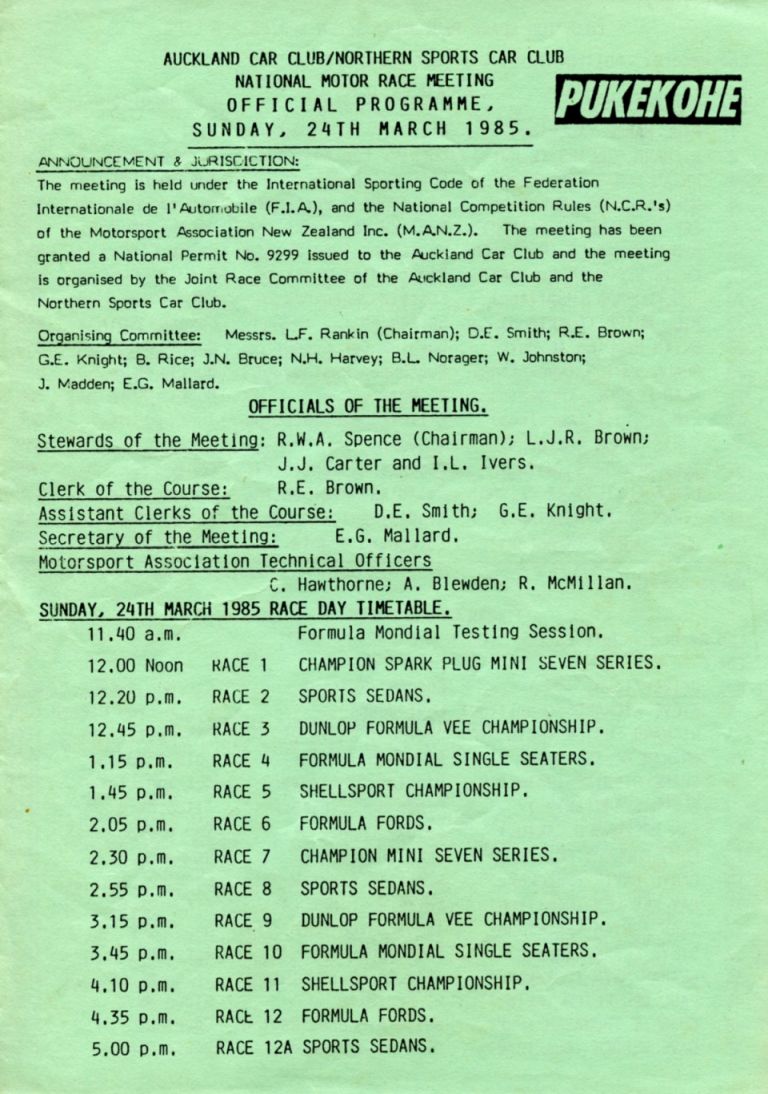 AUCKLAND CAR CLUB/NORTHERN SPORTS CAR CLUB
NATIONAL MOTOR RACE MEETING
OFFICIAL PROGRAMME,
SUNDAY, 24TH MARCH 1985.
PUKEKOHE
ANNOUNCEMENT & JURISCICTION:
The meeting is held under the International Sporting Code of the Federation
Internationale de l'Automobile (F.I.A.), and the National Competition Rules (N.C.R.'s)
of the Motorsport Association New Zealand Inc. (M.A.N.Z.). The meeting has been
granted a National Permit No. 9299 issued to the Auckland Car Club and the meeting
is organised by the Joint Race Committee of the Auckland Car Club and the
Northern Sports Car Club.
Organising Committee: Messrs. L.F. Rankin (Chairman); D.E. Smith; R.E. Brown;
G.E. Knight; B. Rice; J.N. Bruce; N.H. Harvey; B.L. Norager; W. Johnston;
J. Madden; E.G. Mallard.
OFFICIALS OF THE MEETING.
Stewards of the Meeting: R.W.A. Spence (Chairman); L.J.R. Brown;
J.J. Carter and I.L. Ivers.
Clerk of the Course: R.E. Brown.
Assistant Clerks of the Course: D.E. Smith; G.E. Knight.
Secretary of the Meeting: E.G. Mallard.
Motorsport Association Technical Officers
C. Hawthorne; A. Blewden; R. McMillan.
SUNDAY, 24TH MARCH 1985 RACE DAY TIMETABLE.
11.40 a.m. Formula Mondial Testing Session.
12.00 Noon RACE 1 CHAMPION SPARK PLUG MINI SEVEN SERIES.
12.20 p.m. RACE 2 SPORTS SEDANS.
12.45 p.m. RACE 3 DUNLOP FORMULA VEE CHAMPIONSHIP.
1.15 p.m. RACE 4 FORMULA MONDIAL SINGLE SEATERS.
1.45 p.m. RACE 5 SHELLSPORT CHAMPIONSHIP.
2.05 p.m. RACE 6 FORMULA FORDS.
2.30 p.m. RACE 7 CHAMPION MINI SEVEN SERIES.
2.55 p.m. RACE 8 SPORTS SEDANS.
3.15 p.m. RACE 9 DUNLOP FORMULA VEE CHAMPIONSHIP.
3.45 p.m. RACE 10 FORMULA MONDIAL SINGLE SEATERS.
4.10 p.m. RACE 11 SHELLSPORT CHAMPIONSHIP.
4.35 p.m. RACE 12 FORMULA FORDS.
5.00 p.m. RACE 12A SPORTS SEDANS.